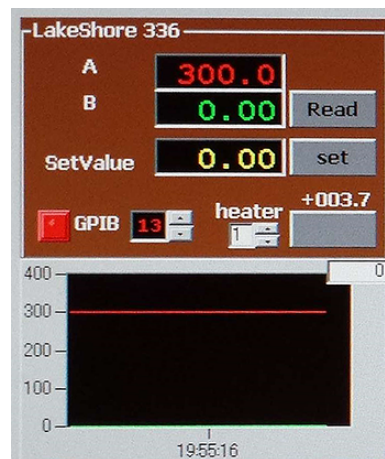 LakeShore 336
A 300.0
B 0.00 Read
SetValue 0.00 set
+003.7
GPIB 13 heater 1
0
400
300
200
100
0
19:55:16